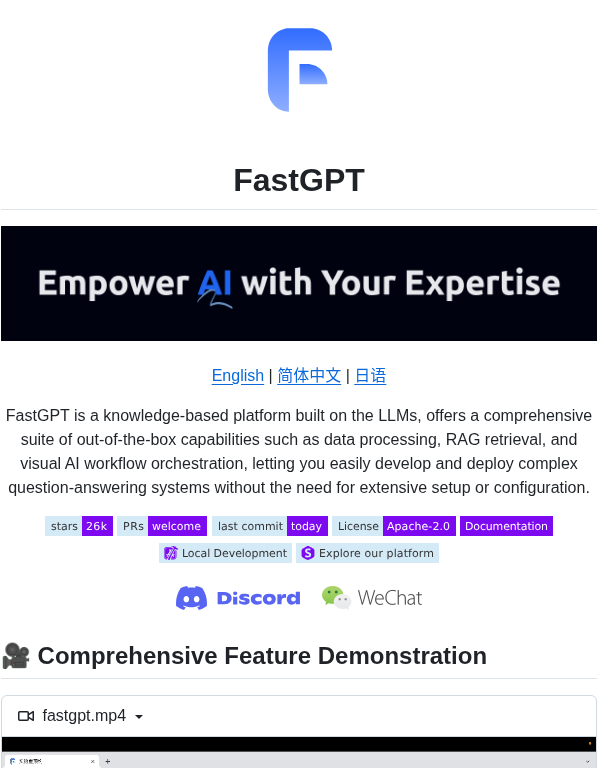 FastGPT
Empower AI with Your Expertise
English | 简体中文 | 日语
FastGPT is a knowledge-based platform built on the LLMs, offers a comprehensive
suite of out-of-the-box capabilities such as data processing, RAG retrieval, and
visual AI workflow orchestration, letting you easily develop and deploy complex
question-answering systems without the need for extensive setup or configuration.
stars 26k PRs welcome last commit today License Apache-2.0 Documentation
Local Development Explore our platform
Discord WeChat
Comprehensive Feature Demonstration
fastgpt.mp4